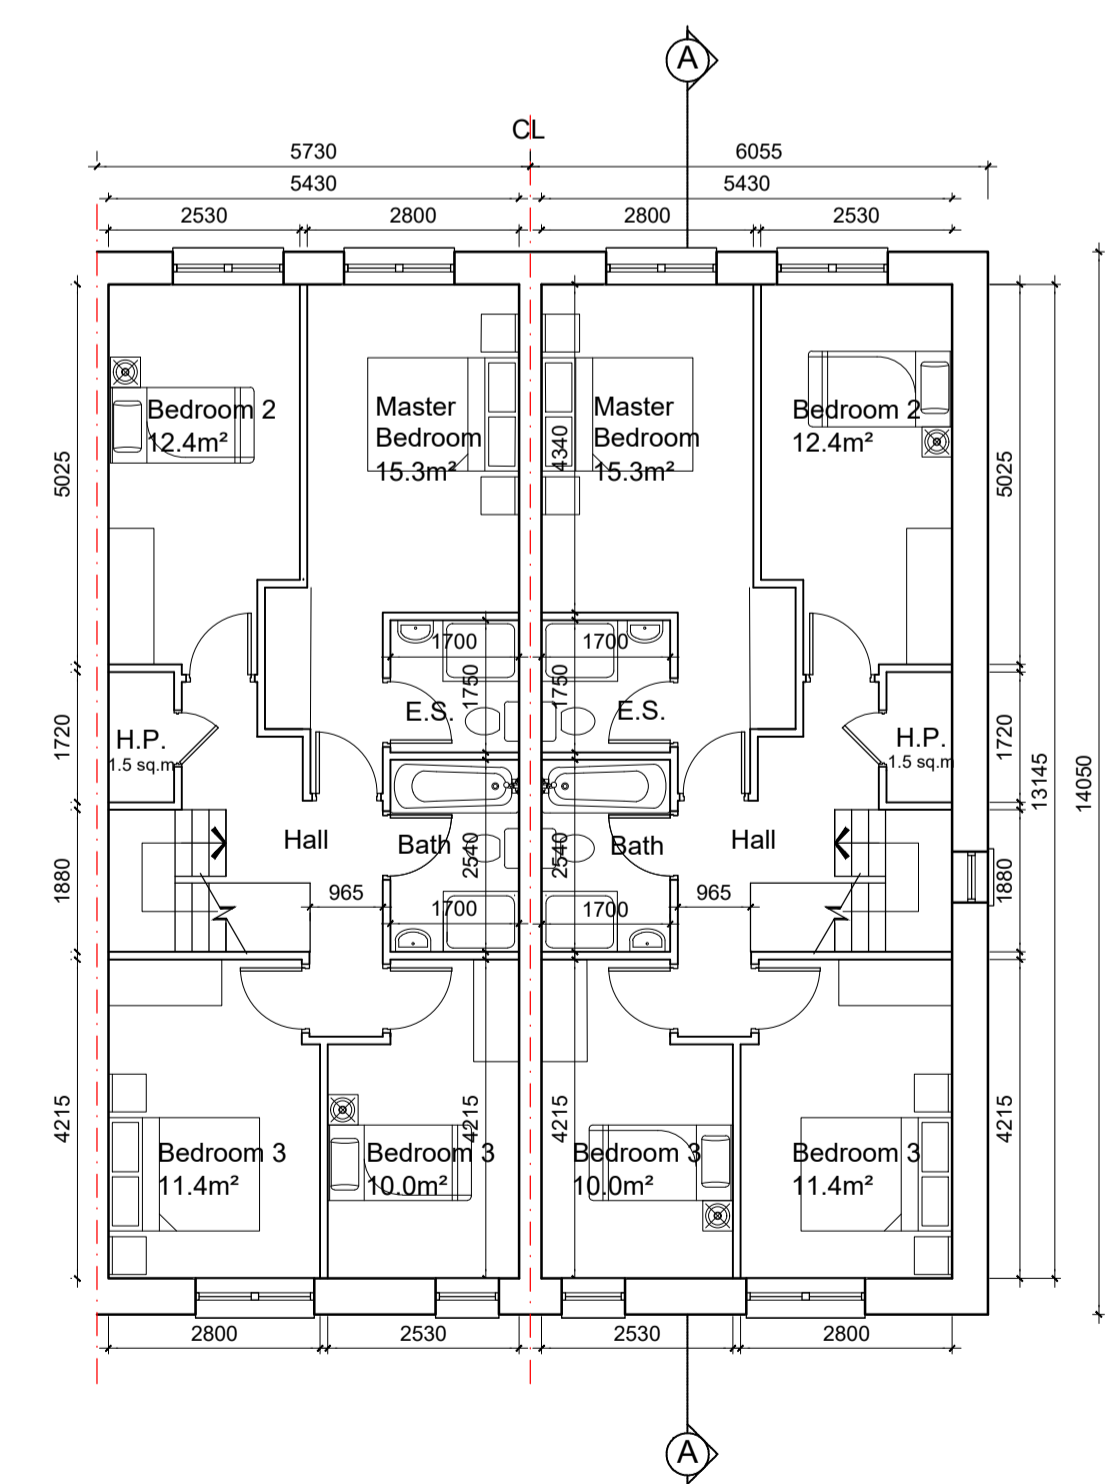 A
CL
5730
6055
5430
5430
2530
2800
2800
2530
Bedroom 2
12.4m²
Master
Bedroom
15.3m²
Master
Bedroom
15.3m²
Bedroom 2
12.4m²
5025
4340
5025
1700
1700
1750
1750
E.S.
E.S.
1720
H.P.
1.5 sq.m
H.P.
1.5 sq.m
1720
13145
14050
Hall
Bath
Bath
Hall
1880
2540
2540
1880
965
1700
1700
965
4215
4215
4215
4215
Bedroom 3
11.4m²
Bedroom 3
10.0m²
Bedroom 3
10.0m²
Bedroom 3
11.4m²
2800
2530
2530
2800
A